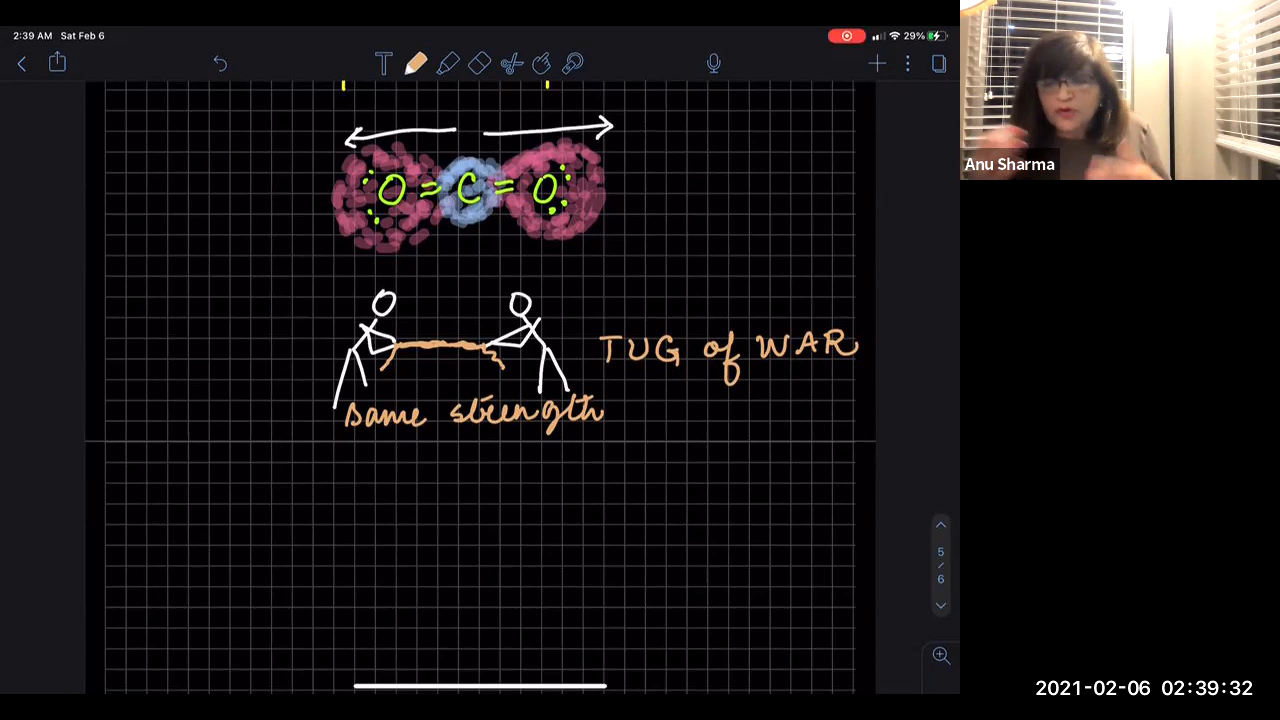 2:39 AM Sat Feb 6
29%
Anu Sharma
O = C = O
TUG of WAR
same strength
5
/
6
2021-02-06 02:39:32